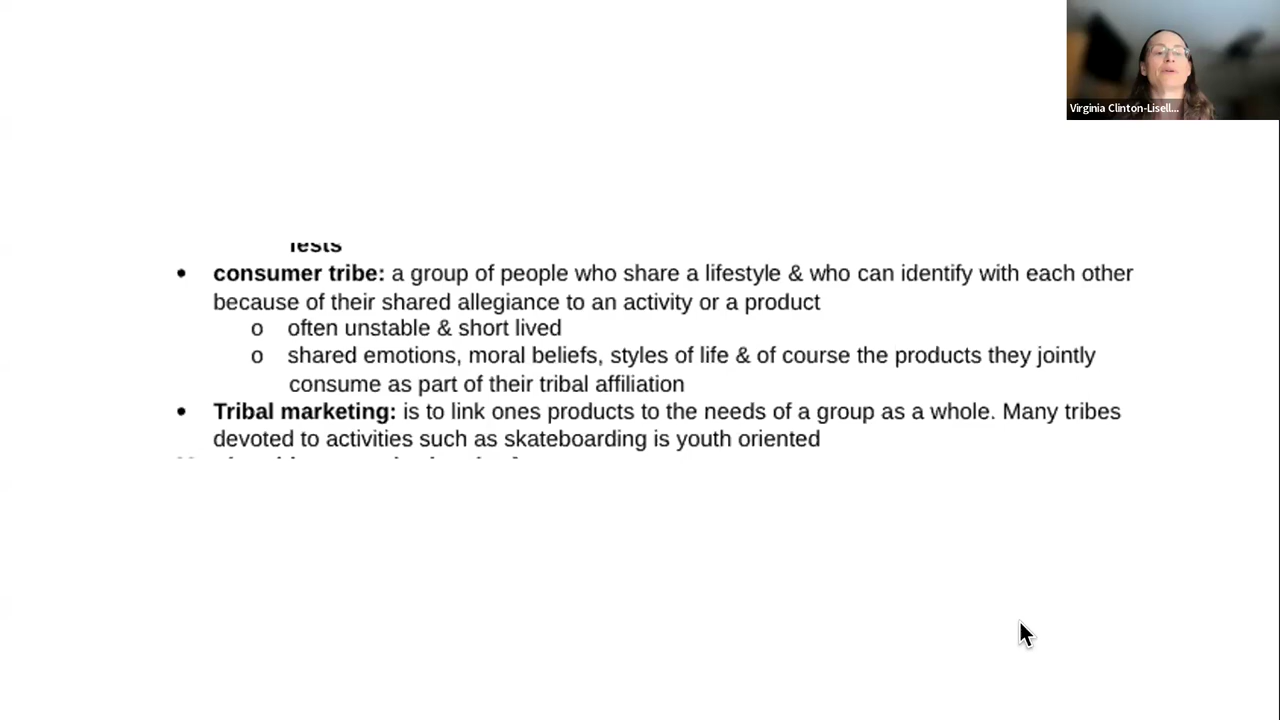 Virginia Clinton-Lisell...
consumer tribe: a group of people who share a lifestyle & who can identify with each other
because of their shared allegiance to an activity or a product
o often unstable & short lived
o shared emotions, moral beliefs, styles of life & of course the products they jointly
consume as part of their tribal affiliation
Tribal marketing: is to link ones products to the needs of a group as a whole. Many tribes
devoted to activities such as skateboarding is youth oriented